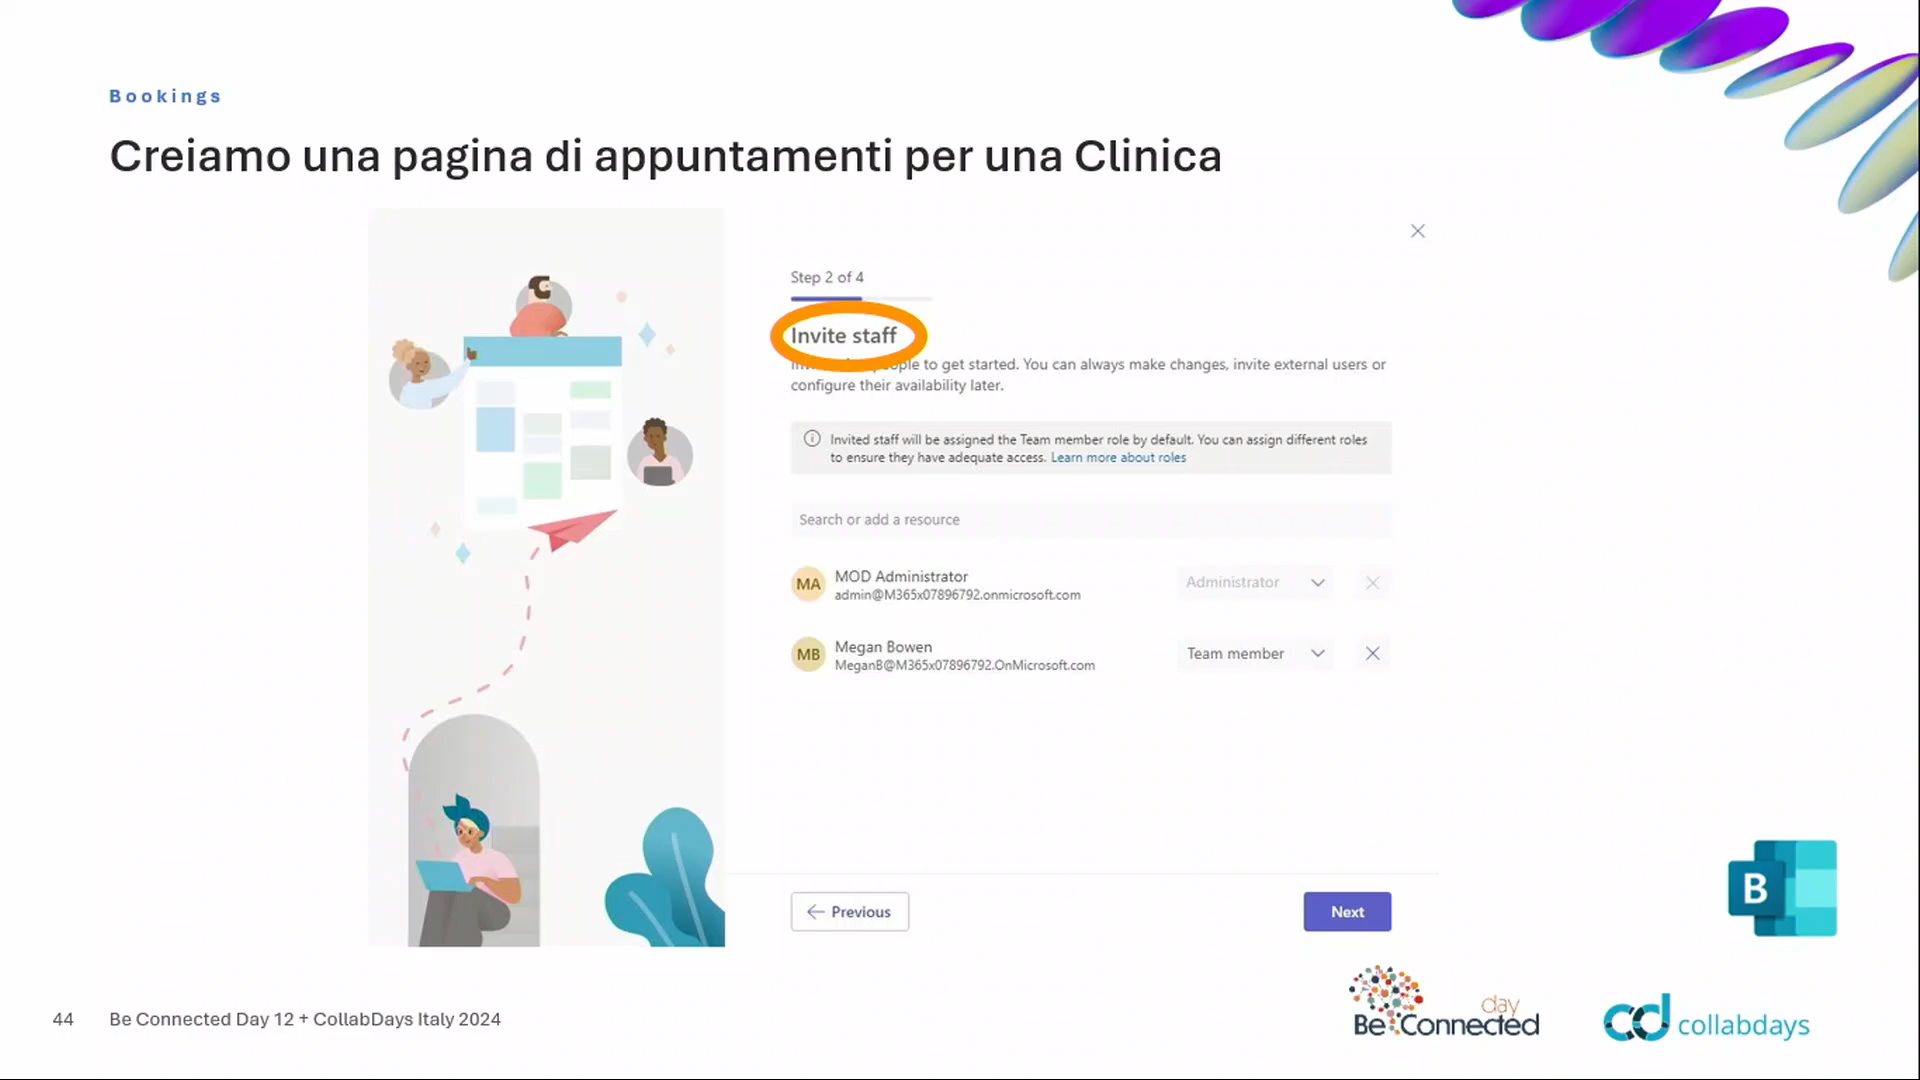 Bookings
Creiamo una pagina di appuntamenti per una Clinica
Step 2 of 4
Invite staff
to get started. You can always make changes, invite external users or
configure their availability later.
Invited staff will be assigned the Team member role by default. You can assign different roles
to ensure they have adequate access. Learn more about roles
Search or add a resource
MA
MOD Administrator
admin@M365x07896792.onmicrosoft.com
Administrator
MB
Megan Bowen
MeganB@M365x07896792.OnMicrosoft.com
Team member
Previous
Next
B
44
Be Connected Day 12 + CollabDays Italy 2024
day
Be Connected
cd collabdays